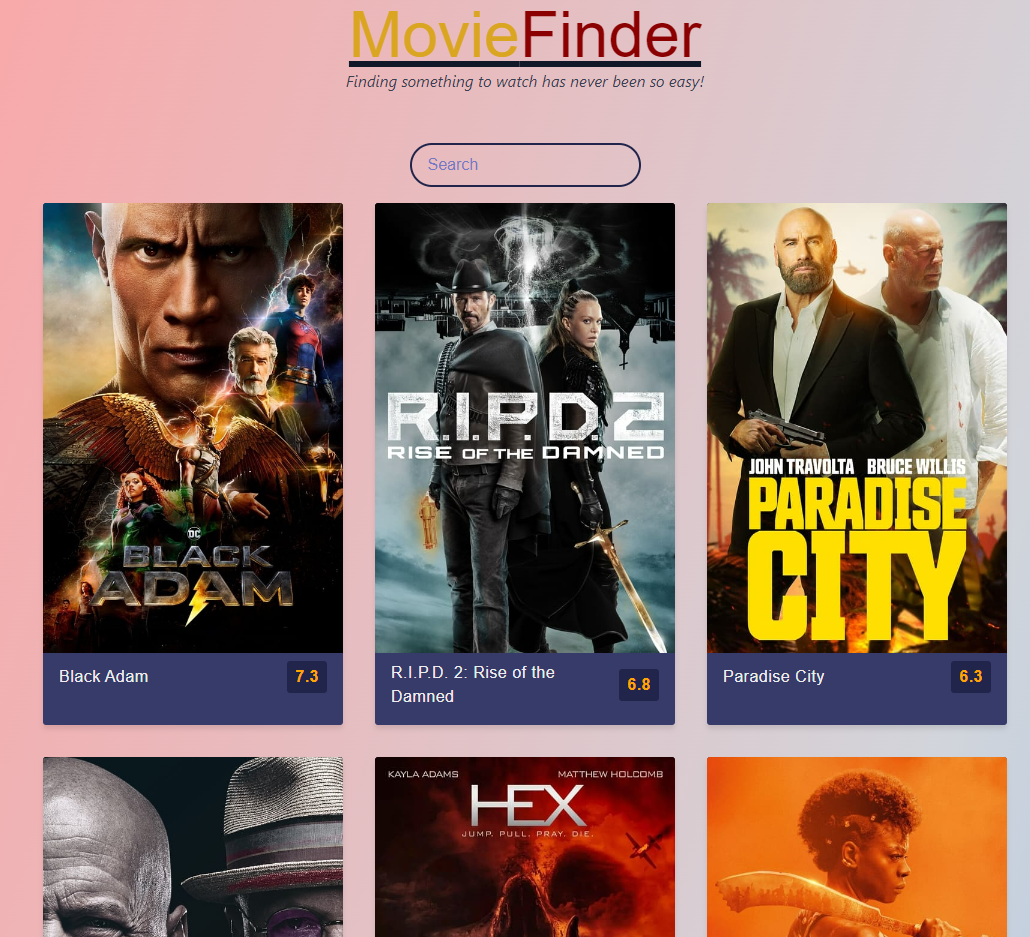 MovieFinder
Finding something to watch has never been so easy!
Search
DC
BLACK
ADAM
R.I.P.D.2
RISE OF THE DAMNED
JOHN TRAVOLTA BRUCE WILLIS
PARADISE
CITY
Black Adam 7.3
R.I.P.D. 2: Rise of the
Damned
6.8
Paradise City 6.3
KAYLA ADAMS MATTHEW HOLCOMB
HEX
JUMP. PULL. PRAY. DIE.